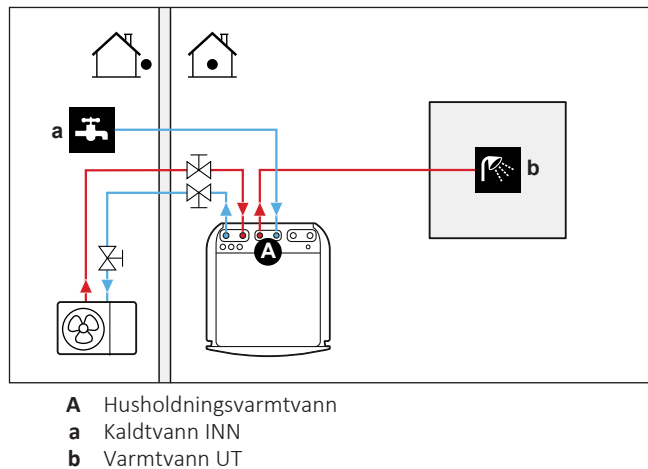 a
b
A
A Husholdningsvarmtvann
a Kaldtvann INN
b Varmtvann UT